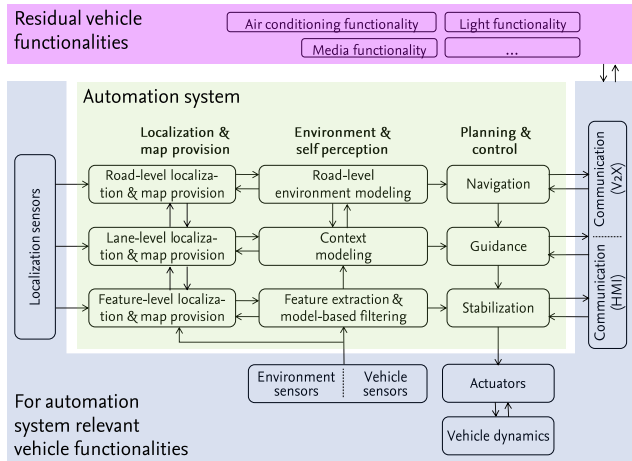 Residual vehicle
functionalities
Air conditioning functionality
Light functionality
Media functionality
...
Automation system
Localization &
map provision
Environment &
self perception
Planning &
control
Localization sensors
Road-level localiza-
tion & map provision
Road-level
environment modeling
Navigation
Communication
(V2X)
Lane-level localiza-
tion & map provision
Context
modeling
Guidance
Feature-level localiza-
tion & map provision
Feature extraction &
model-based filtering
Stabilization
Communication
(HMI)
Environment
sensors
Vehicle
sensors
Actuators
Vehicle dynamics
For automation
system relevant
vehicle functionalities